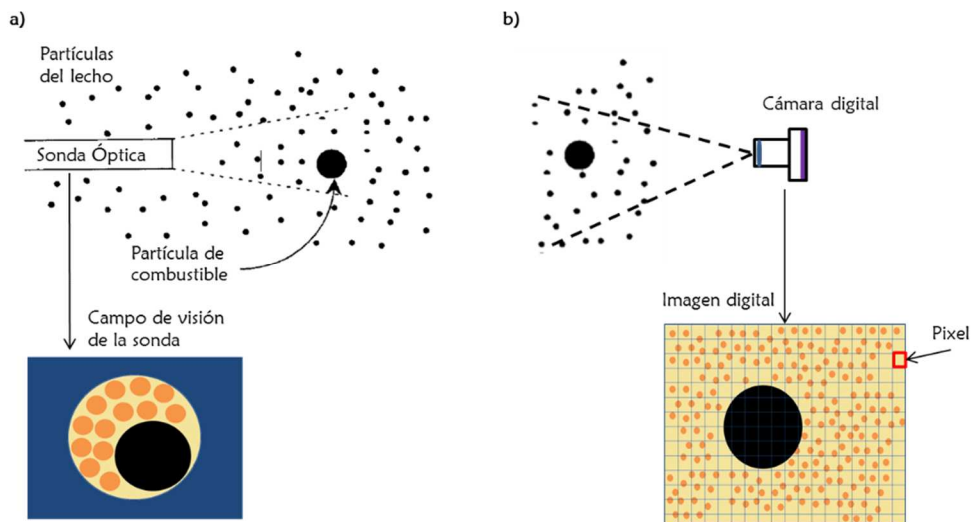 a)
Partículas
del lecho
Sonda Óptica
Partícula de
combustible
Campo de visión
de la sonda
b)
Cámara digital
Imagen digital
Pixel